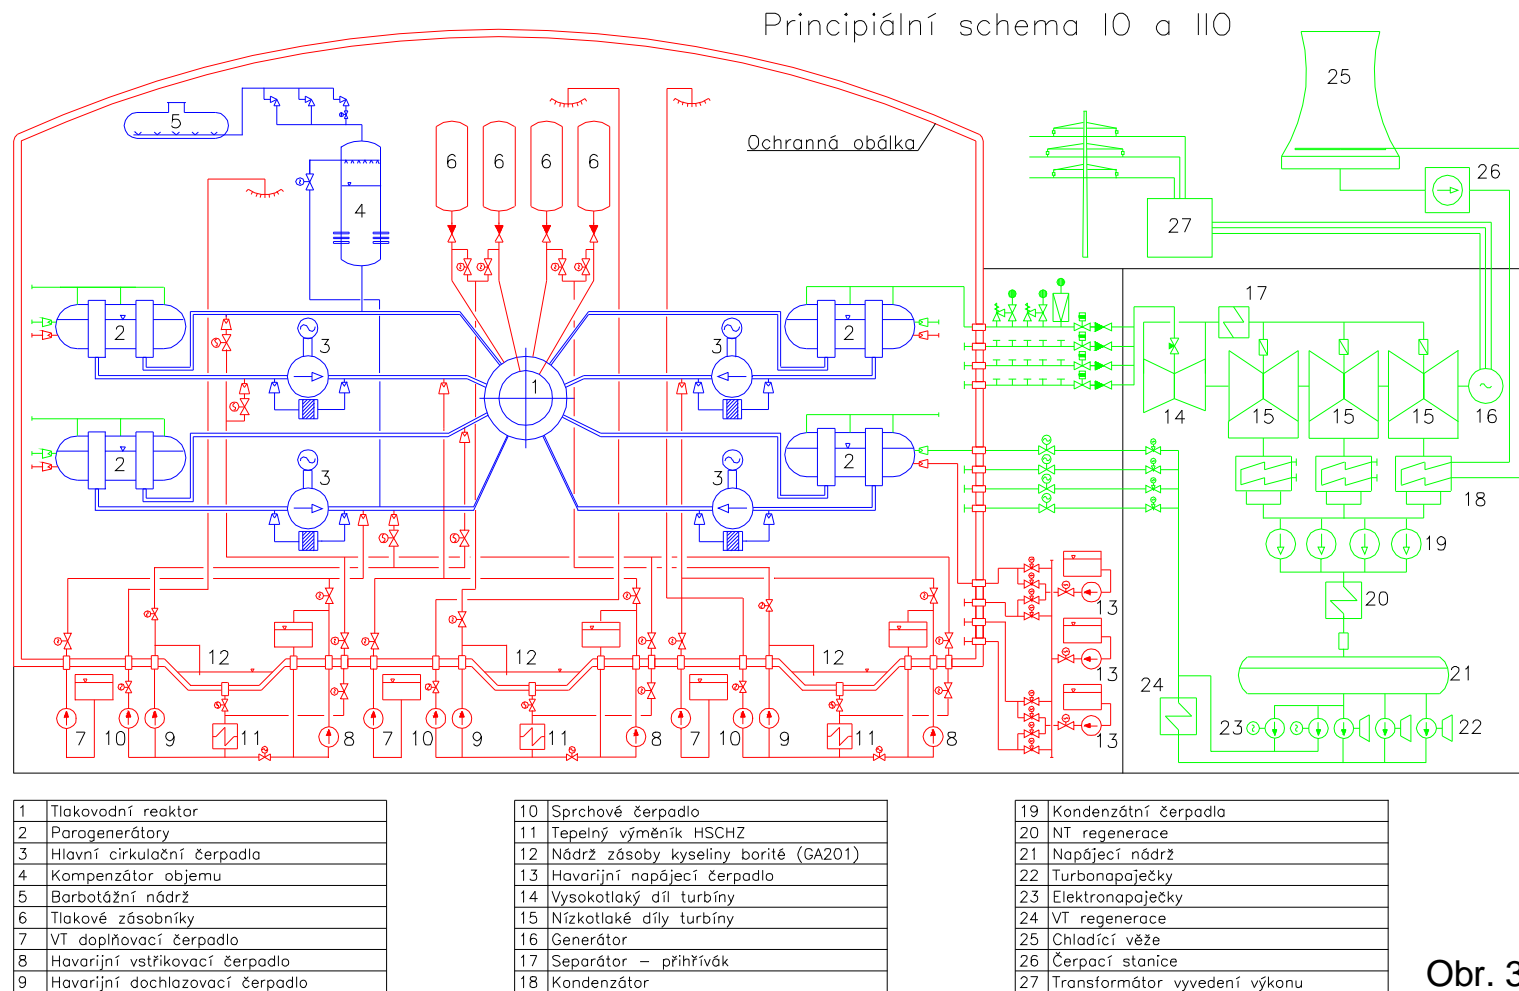 Principiální schema IO a IIO
Ochranná obálka
25
26
27
5
6
6
6
6
4
17
2
3
1
3
2
14
15
15
15
16
2
3
3
2
18
19
20
13
12
12
12
13
21
24
7
10
9
11
8
7
10
9
11
8
7
10
9
11
8
13
23
22
1 Tlakovodní reaktor
2 Parogenerátory
3 Hlavní cirkulační čerpadla
4 Kompenzátor objemu
5 Barbotážní nádrž
6 Tlakové zásobníky
7 VT doplňovací čerpadlo
8 Havarijní vstřikovací čerpadlo
9 Havarijní dochlazovací čerpadlo
10 Sprchové čerpadlo
11 Tepelný výměník HSCHZ
12 Nádrž zásoby kyseliny borité (GA201)
13 Havarijní napájecí čerpadlo
14 Vysokotlaký díl turbíny
15 Nízkotlaké díly turbíny
16 Generátor
17 Separátor – přihřívák
18 Kondenzátor
19 Kondenzátní čerpadla
20 NT regenerace
21 Napájecí nádrž
22 Turbonapaječky
23 Elektronapaječky
24 VT regenerace
25 Chladící věže
26 Čerpací stanice
27 Transformátor vyvedení výkonu
Obr. 3